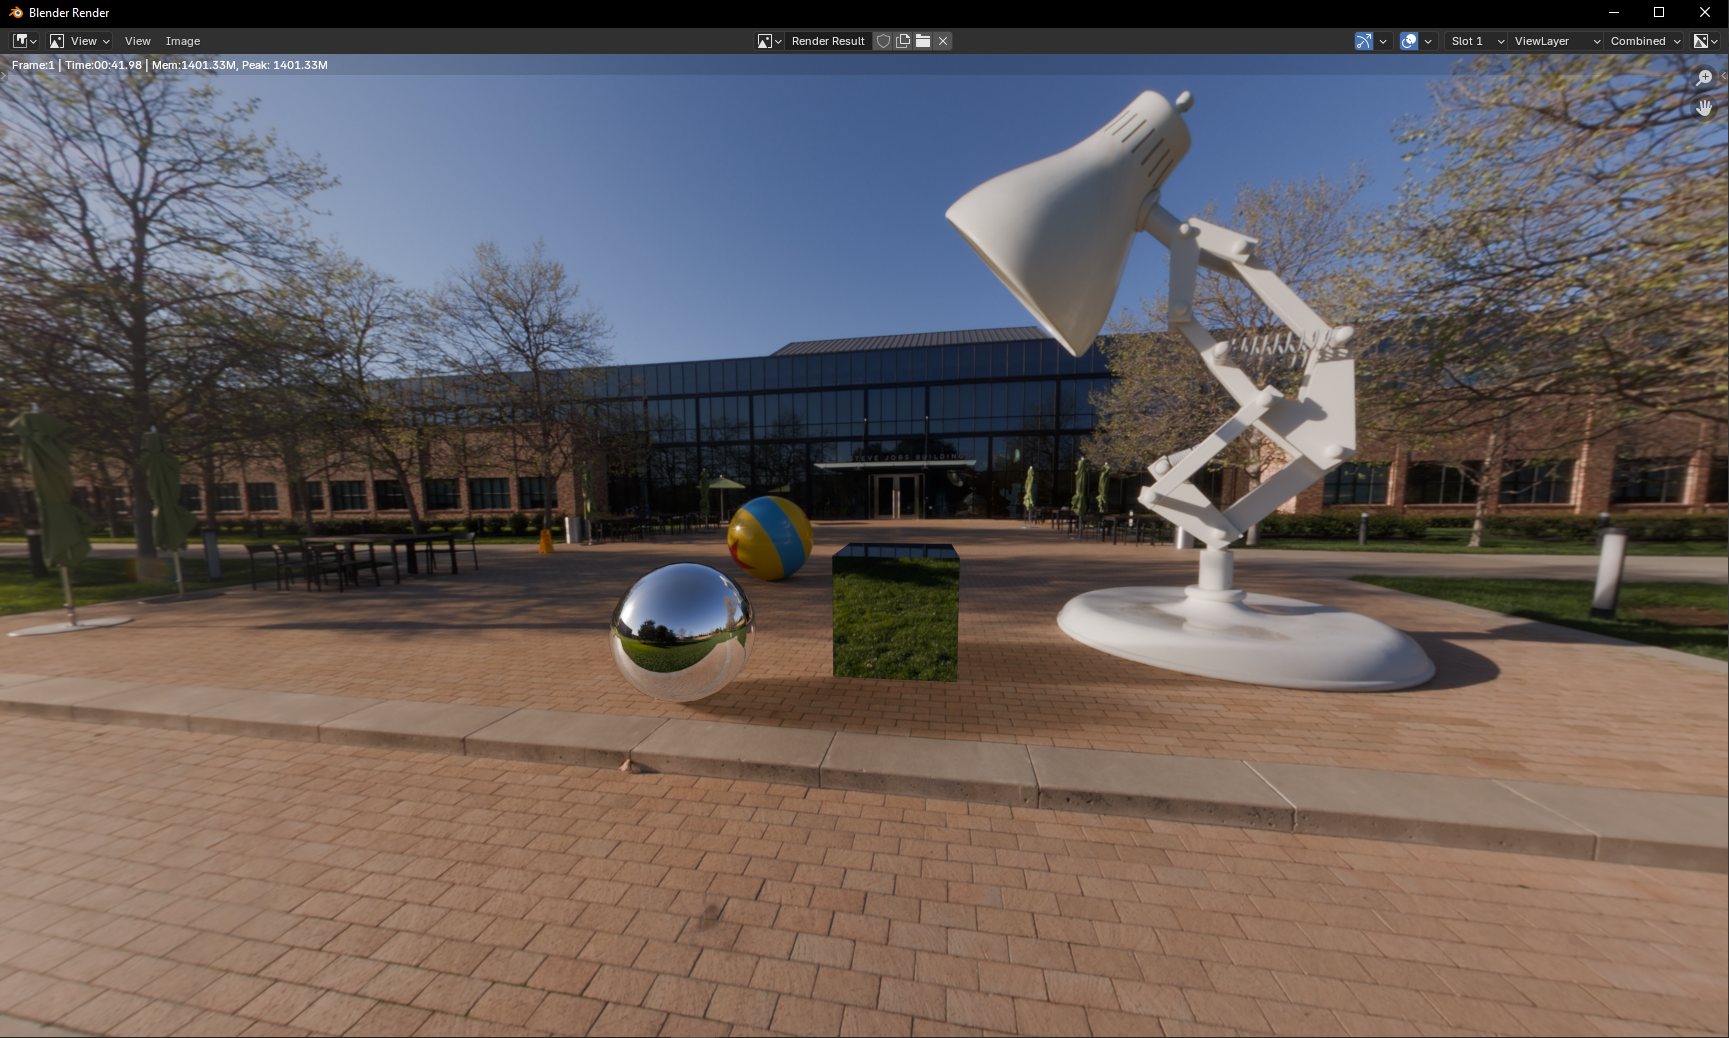 Blender Render
View View Image Render Result Slot 1 ViewLayer Combined
Frame:1 | Time:00:41.98 | Mem:1401.33M, Peak: 1401.33M
STEVE JOBS BUILDING